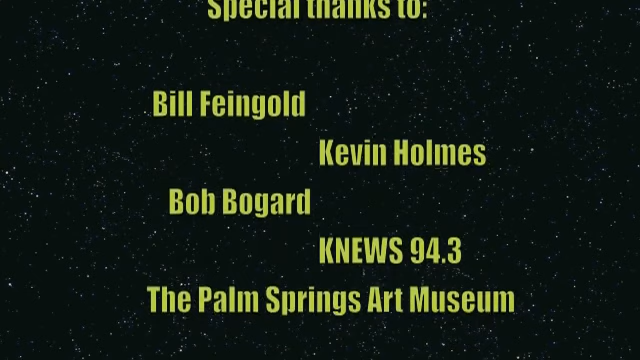 Special thanks to:
Bill Feingold
Kevin Holmes
Bob Bogard
KNEWS 94.3
The Palm Springs Art Museum